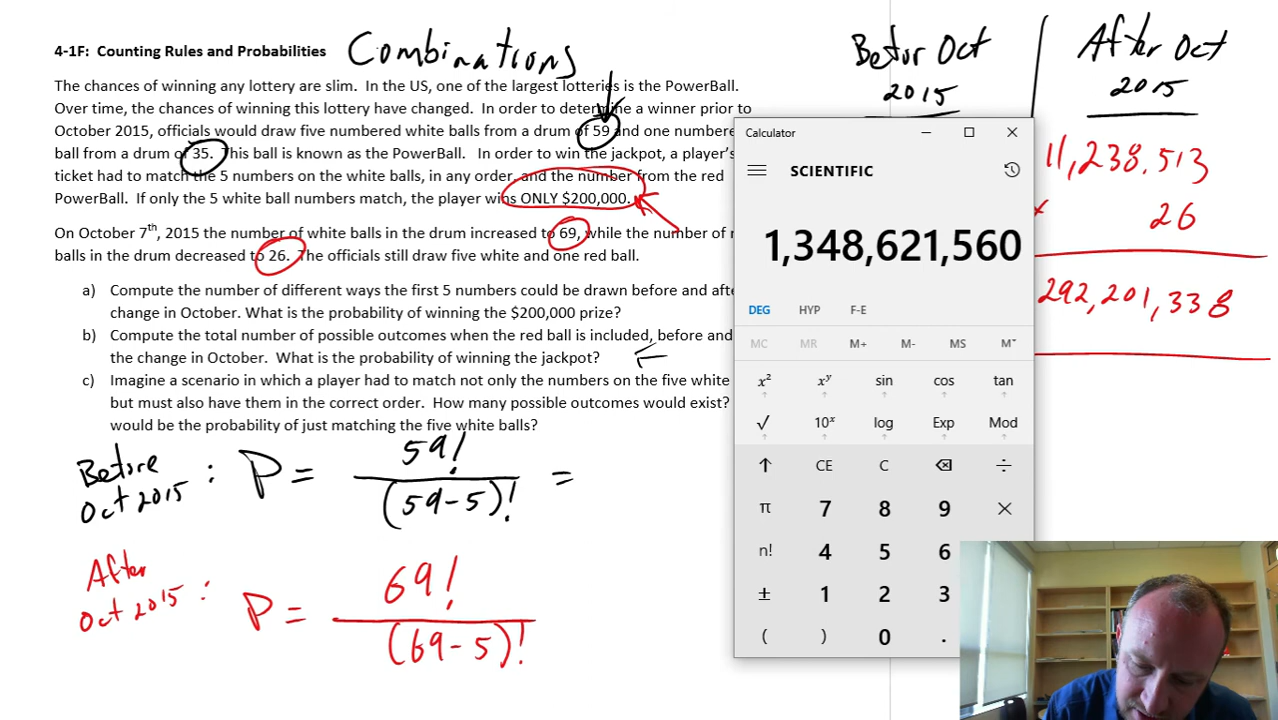 4-1F: Counting Rules and Probabilities
Combinations
The chances of winning any lottery are slim. In the US, one of the largest lotteries is the PowerBall.
Over time, the chances of winning this lottery have changed. In order to determine a winner prior to
October 2015, officials would draw five numbered white balls from a drum of 59 and one numbere
ball from a drum of 35. This ball is known as the PowerBall. In order to win the jackpot, a player's
ticket had to match the 5 numbers on the white balls, in any order, and the number from the red
PowerBall. If only the 5 white ball numbers match, the player wins ONLY $200,000.
On October 7th, 2015 the number of white balls in the drum increased to 69, while the number of r
balls in the drum decreased to 26. The officials still draw five white and one red ball.
a) Compute the number of different ways the first 5 numbers could be drawn before and afte
change in October. What is the probability of winning the $200,000 prize?
b) Compute the total number of possible outcomes when the red ball is included, before and
the change in October. What is the probability of winning the jackpot?
c) Imagine a scenario in which a player had to match not only the numbers on the five white
but must also have them in the correct order. How many possible outcomes would exist?
would be the probability of just matching the five white balls?
Before
Oct 2015 : P = 59! / (59-5)! =
After
Oct 2015 : P = 69! / (69-5)!
Befor Oct
2015
After Oct
2015
11,238,513
x 26
292,201,338
Calculator
SCIENTIFIC
1,348,621,560
DEG HYP F-E
MC MR M+ M- MS M˅
x² xʸ sin cos tan
√ 10ˣ log Exp Mod
↑ CE C ⌫ ÷
π 7 8 9 ×
n! 4 5 6
± 1 2 3
( ) 0 .